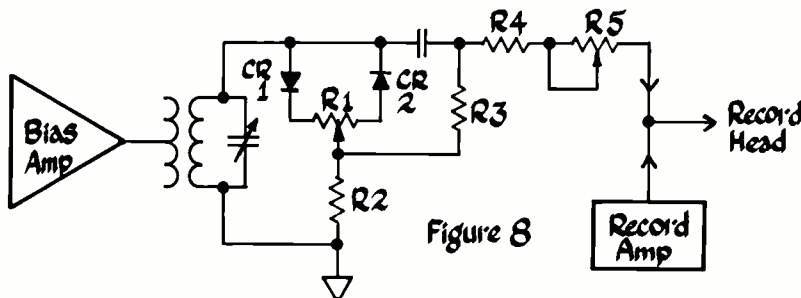 R4
R5
CR
1
R1
CR
2
R3
Bias
Amp
Record
Head
R2
Figure 8
Record
Amp